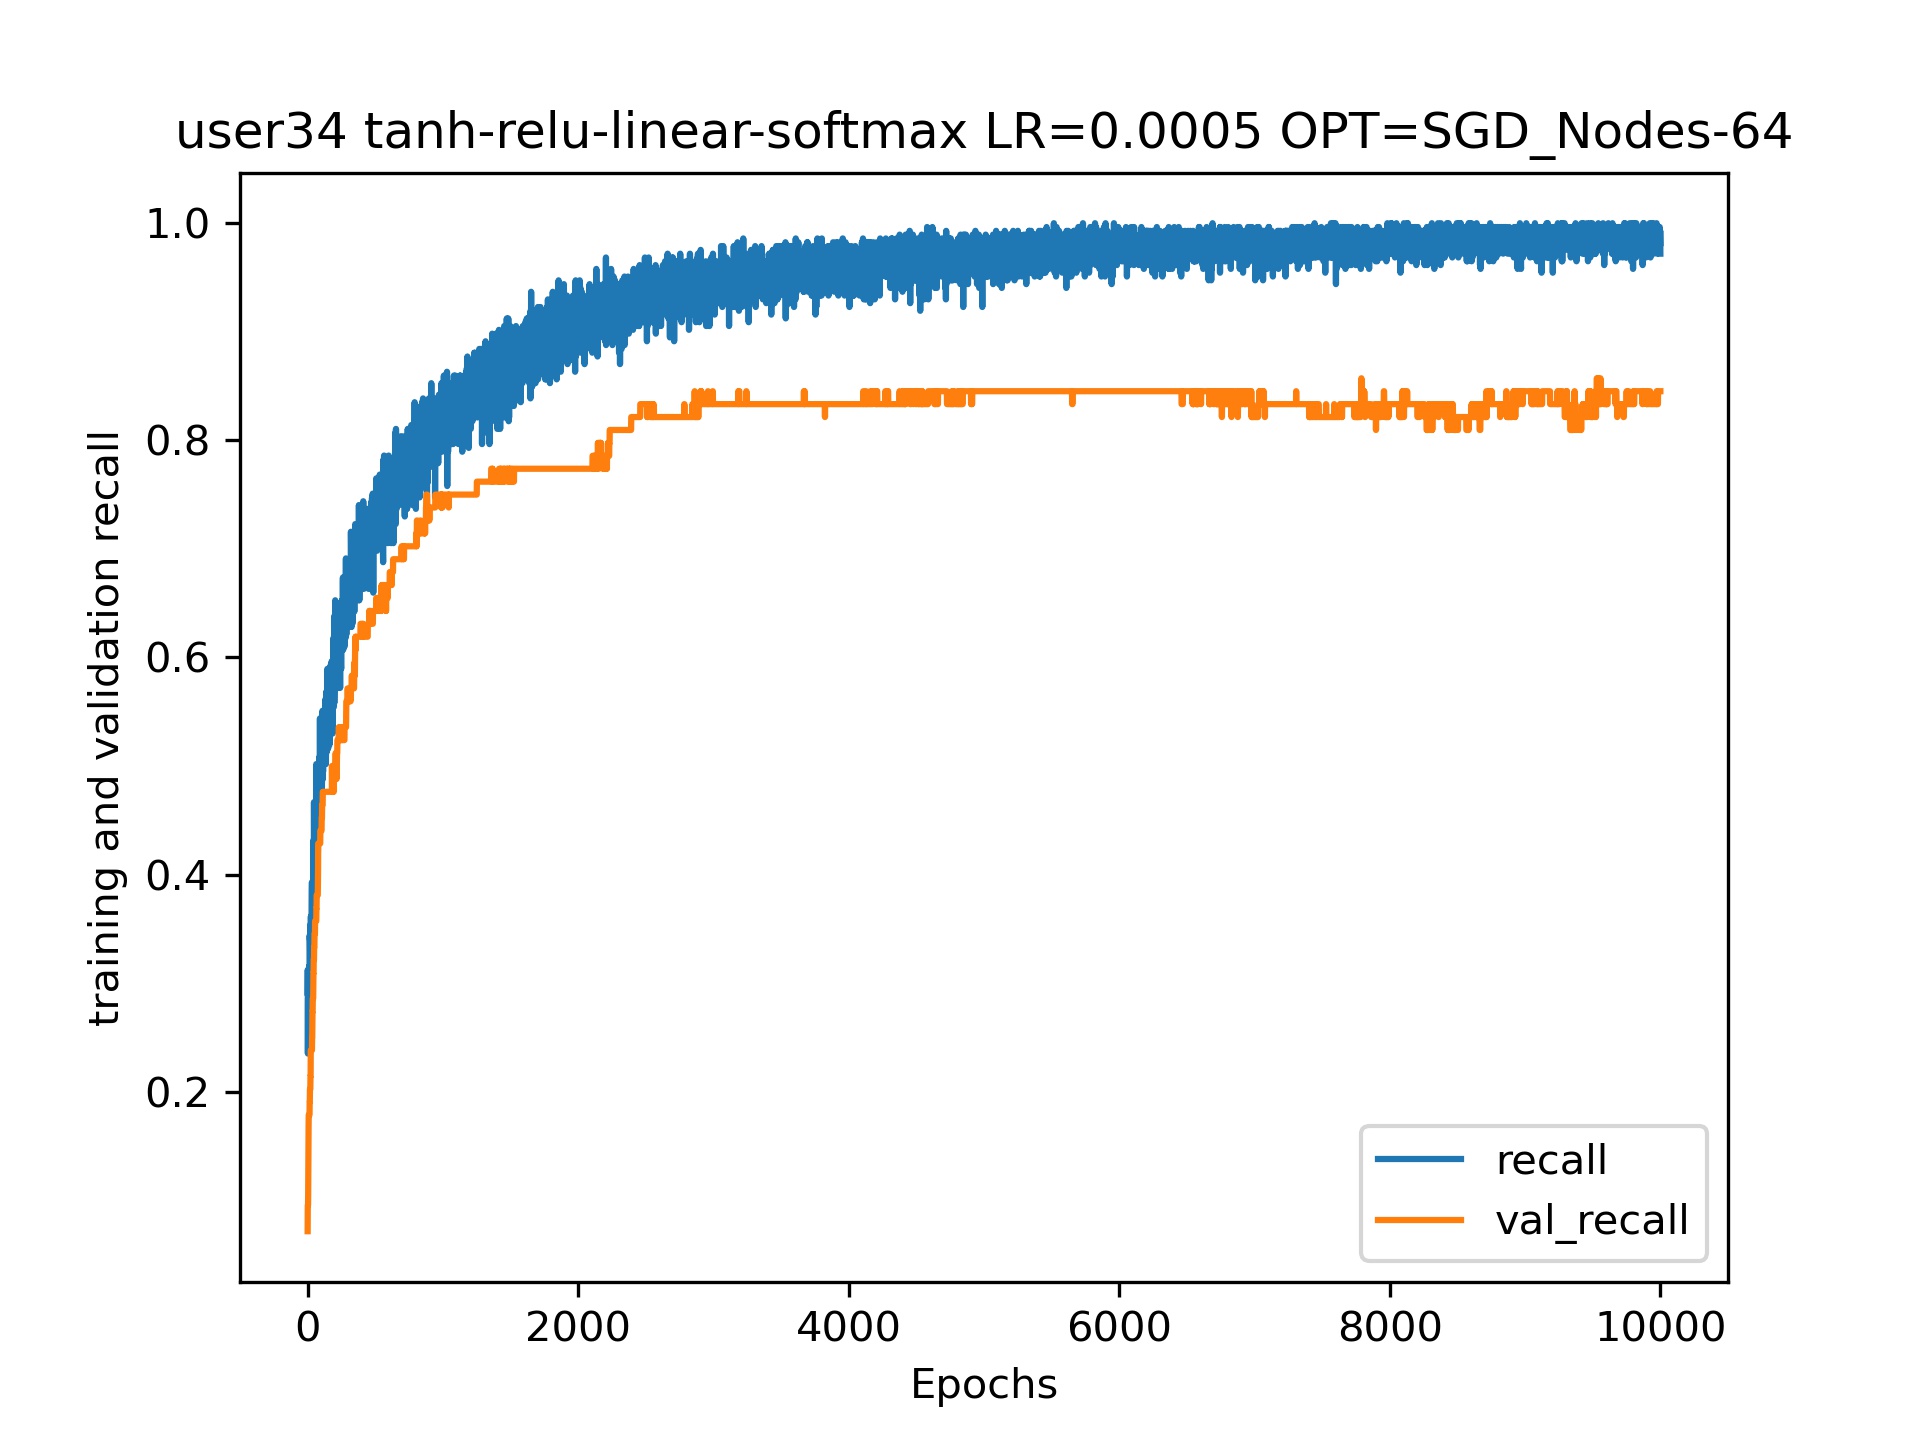 user34 tanh-relu-linear-softmax LR=0.0005 OPT=SGD_Nodes-64
training and validation recall
1.0
0.8
0.6
0.4
0.2
recall
val_recall
0 2000 4000 6000 8000 10000
Epochs